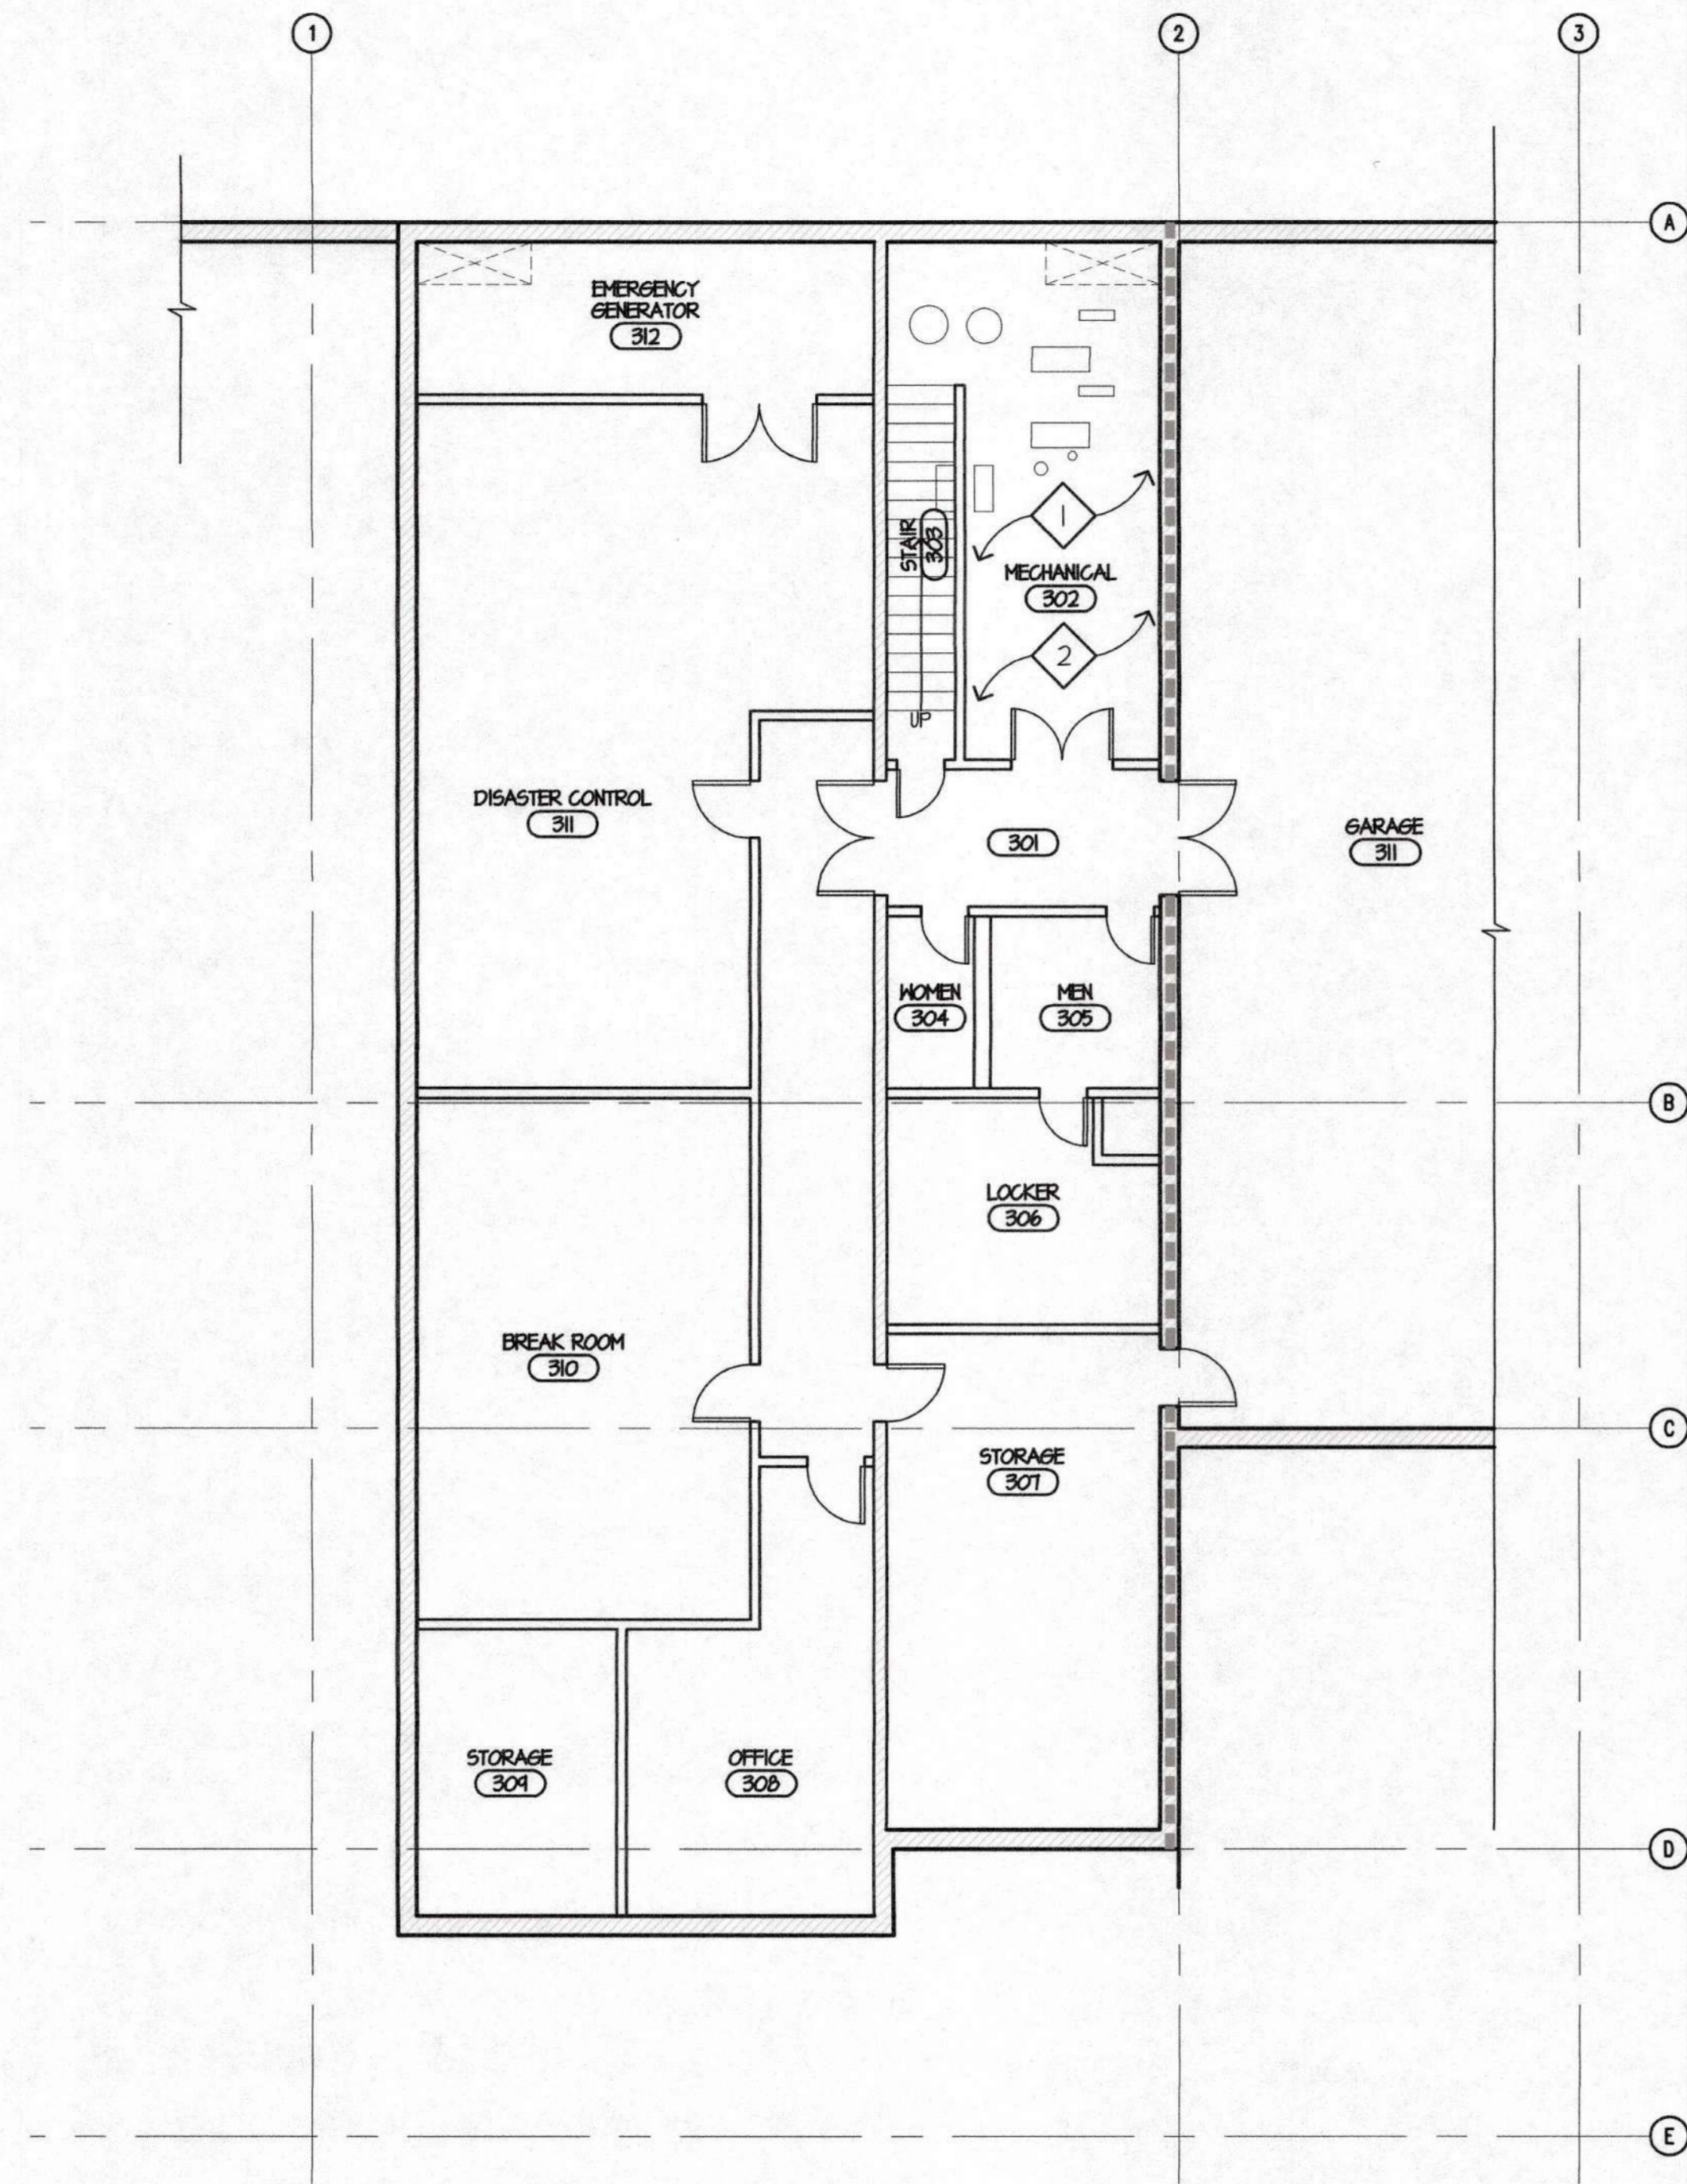 1
2
3
A
EMERGENCY
GENERATOR
312
1
STAIR
303
MECHANICAL
302
2
UP
DISASTER CONTROL
311
301
GARAGE
311
WOMEN
304
MEN
305
B
LOCKER
306
BREAK ROOM
310
C
STORAGE
307
STORAGE
309
OFFICE
308
D
E